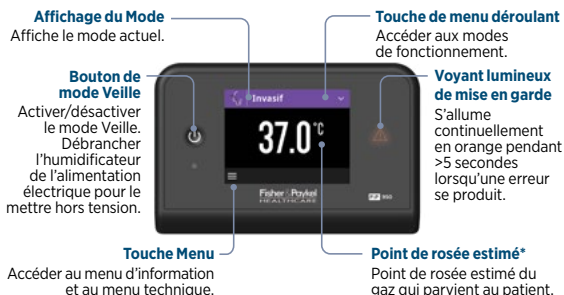 Affichage du Mode
Affiche le mode actuel.
Touche de menu déroulant
Accéder aux modes
de fonctionnement.
Bouton de
mode Veille
Activer/désactiver
le mode Veille.
Débrancher
l'humidificateur
de l'alimentation
électrique pour le
mettre hors tension.
Invasif
37.0°C
Fisher & Paykel
HEALTHCARE
F&P 950
Voyant lumineux
de mise en garde
S'allume
continuellement
en orange pendant
>5 secondes
lorsqu'une erreur
se produit.
Touche Menu
Accéder au menu d'information
et au menu technique.
Point de rosée estimé*
Point de rosée estimé du
gaz qui parvient au patient.